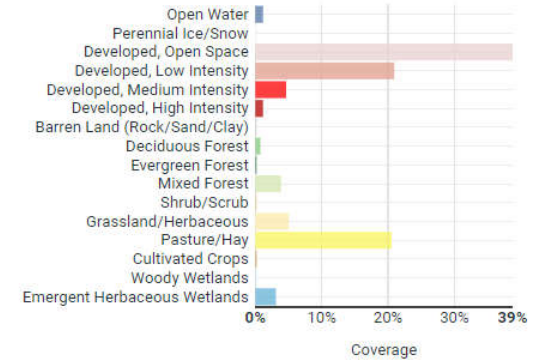 Open Water
Perennial Ice/Snow
Developed, Open Space
Developed, Low Intensity
Developed, Medium Intensity
Developed, High Intensity
Barren Land (Rock/Sand/Clay)
Deciduous Forest
Evergreen Forest
Mixed Forest
Shrub/Scrub
Grassland/Herbaceous
Pasture/Hay
Cultivated Crops
Woody Wetlands
Emergent Herbaceous Wetlands
0% 10% 20% 30% 39%
Coverage